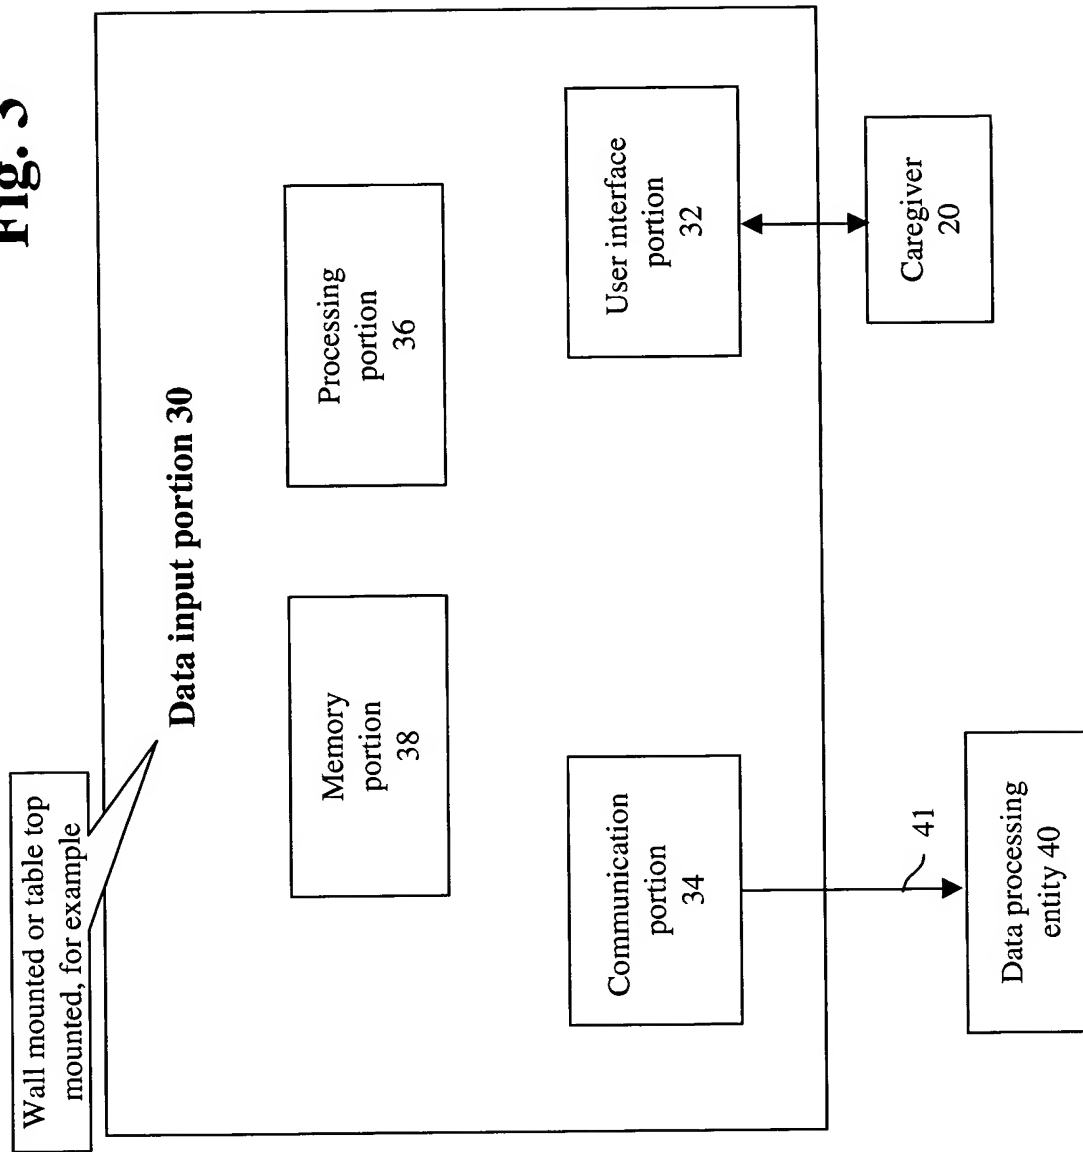 Fig.
Wall mounted or table top
mounted, for example
Data input portion 30
Memory
portion
38
Processing
portion
36
Communication
portion
34
User interface
portion
32
41
Caregiver
20
Data processing
entity 40